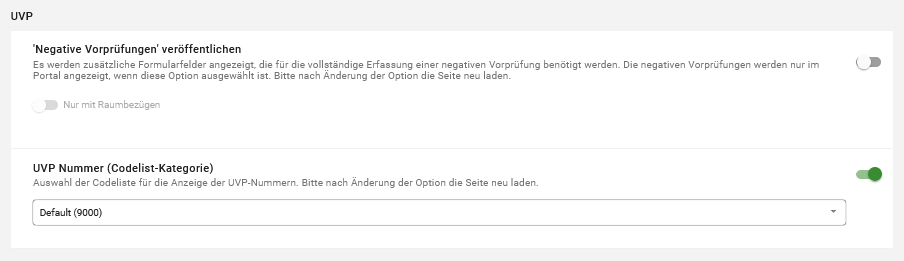 UVP
'Negative Vorprüfungen' veröffentlichen
Es werden zusätzliche Formularfelder angezeigt, die für die vollständige Erfassung einer negativen Vorprüfung benötigt werden. Die negativen Vorprüfungen werden nur im
Portal angezeigt, wenn diese Option ausgewählt ist. Bitte nach Änderung der Option die Seite neu laden.
Nur mit Raumbezügen
UVP Nummer (Codelist-Kategorie)
Auswahl der Codeliste für die Anzeige der UVP-Nummern. Bitte nach Änderung der Option die Seite neu laden.
Default (9000)